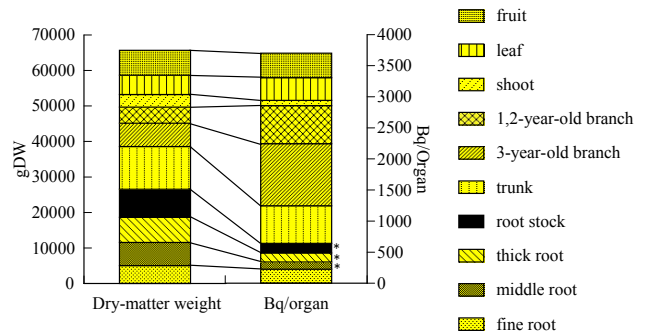 70000
60000
50000
40000
30000
20000
10000
0
gDW
4000
3500
3000
2500
2000
1500
1000
500
0
Bq/Organ
*
*
*
Dry-matter weight
Bq/organ
fruit
leaf
shoot
1,2-year-old branch
3-year-old branch
trunk
root stock
thick root
middle root
fine root